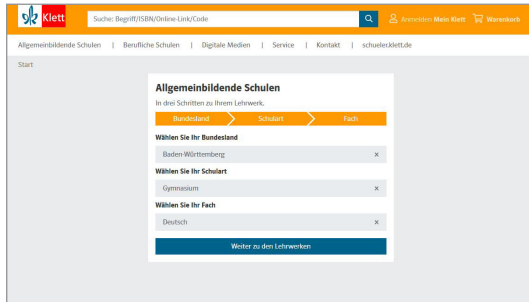 Klett
Suche: Begriff/ISBN/Online-Link/Code
Anmelden Mein Klett
Warenkorb
Allgemeinbildende Schulen | Berufliche Schulen | Digitale Medien | Service | Kontakt | schueler.klett.de
Start
Allgemeinbildende Schulen
In drei Schritten zu Ihrem Lehrwerk.
Bundesland
Schulart
Fach
Wählen Sie Ihr Bundesland
Baden-Württemberg ×
Wählen Sie Ihr Schulart
Gymnasium ×
Wählen Sie Ihr Fach
Deutsch ×
Weiter zu den Lehrwerken